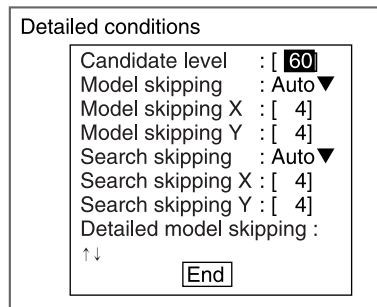 Detailed conditions
Candidate level : [ 60]
Model skipping : Auto▼
Model skipping X : [ 4]
Model skipping Y : [ 4]
Search skipping : Auto▼
Search skipping X : [ 4]
Search skipping Y : [ 4]
Detailed model skipping :
↑↓
End